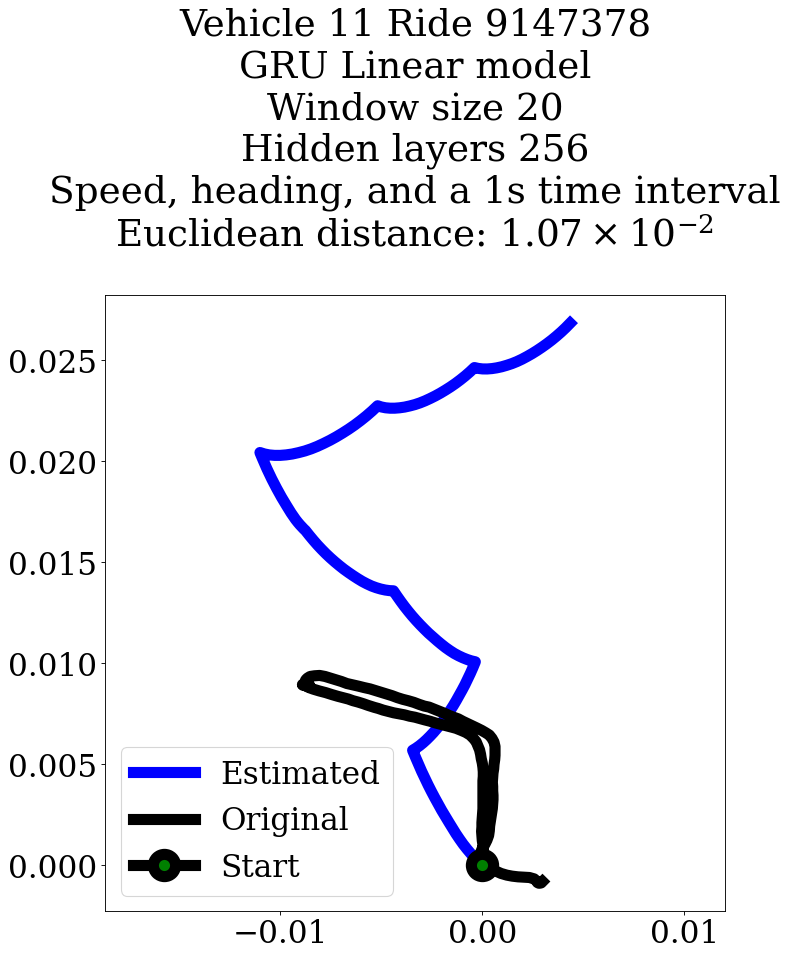 Vehicle 11 Ride 9147378
GRU Linear model
Window size 20
Hidden layers 256
Speed, heading, and a 1s time interval
Euclidean distance: 1.07 × 10⁻²
0.025
0.020
0.015
0.010
0.005
0.000
Estimated
Original
Start
−0.01
0.00
0.01